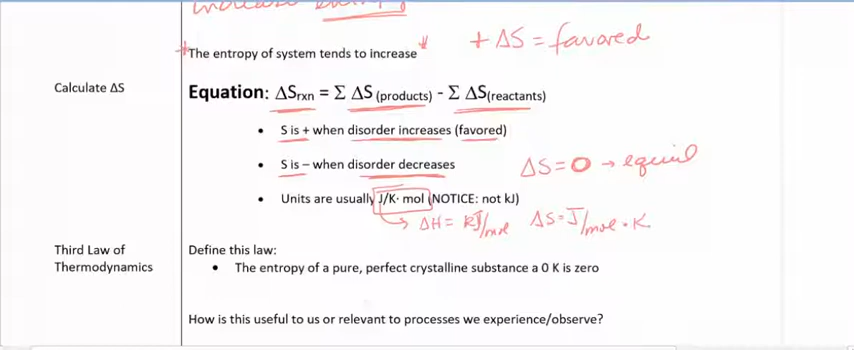 increase
+ ΔS = favored
*The entropy of system tends to increase*
Calculate ΔS
Equation: ΔSrxn = Σ ΔS (products) - Σ ΔS(reactants)
• S is + when disorder increases (favored)
• S is – when disorder decreases
ΔS = 0 → equil
• Units are usually J/K· mol (NOTICE: not kJ)
→ ΔH = kJ/mole ΔS = J/mole · K
Third Law of
Thermodynamics
Define this law:
• The entropy of a pure, perfect crystalline substance a 0 K is zero
How is this useful to us or relevant to processes we experience/observe?